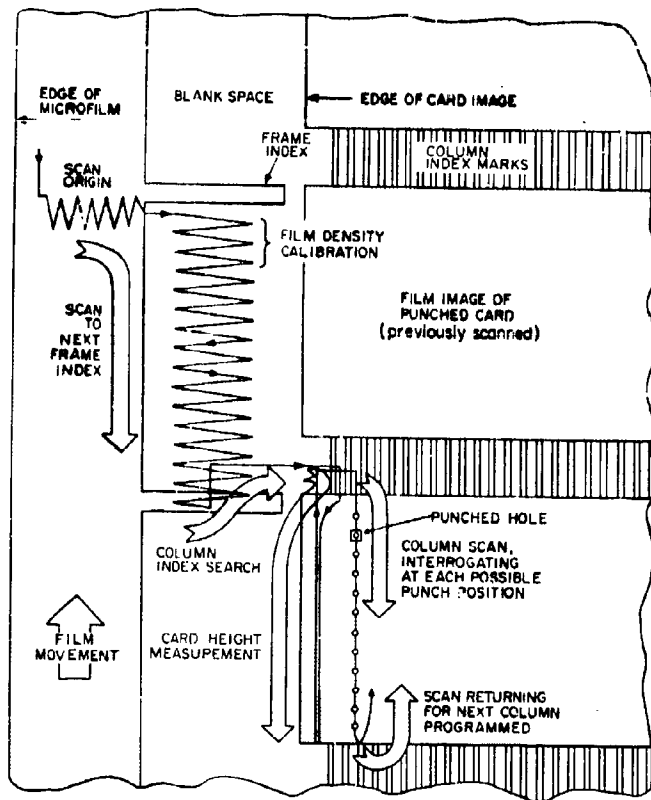 EDGE OF
MICROFILM
BLANK SPACE
EDGE OF CARD IMAGE
FRAME
INDEX
COLUMN
INDEX MARKS
SCAN
ORIGIN
FILM DENSITY
CALIBRATION
SCAN
TO
NEXT
FRAME
INDEX
FILM IMAGE OF
PUNCHED CARD
(previously scanned)
PUNCHED HOLE
COLUMN
INDEX SEARCH
COLUMN SCAN,
INTERROGATING
AT EACH POSSIBLE
PUNCH POSITION
FILM
MOVEMENT
CARD HEIGHT
MEASUPEMENT
SCAN RETURNING
FOR NEXT COLUMN
PROGRAMMED